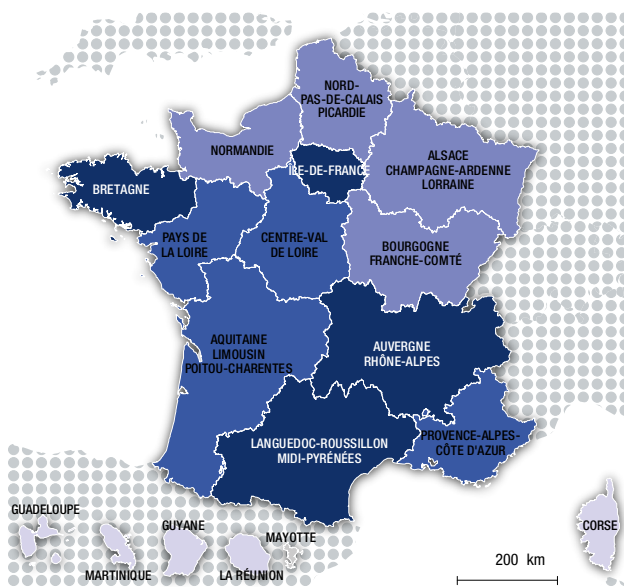 NORD-
PAS-DE-CALAIS
PICARDIE
NORMANDIE
ÎLE-DE-FRANCE
ALSACE
CHAMPAGNE-ARDENNE
LORRAINE
BRETAGNE
PAYS DE
LA LOIRE
CENTRE-VAL
DE LOIRE
BOURGOGNE
FRANCHE-COMTÉ
AQUITAINE
LIMOUSIN
POITOU-CHARENTES
AUVERGNE
RHÔNE-ALPES
LANGUEDOC-ROUSSILLON
MIDI-PYRÉNÉES
PROVENCE-ALPES-
CÔTE D'AZUR
GUADELOUPE
MARTINIQUE
GUYANE
LA RÉUNION
MAYOTTE
CORSE
200 km